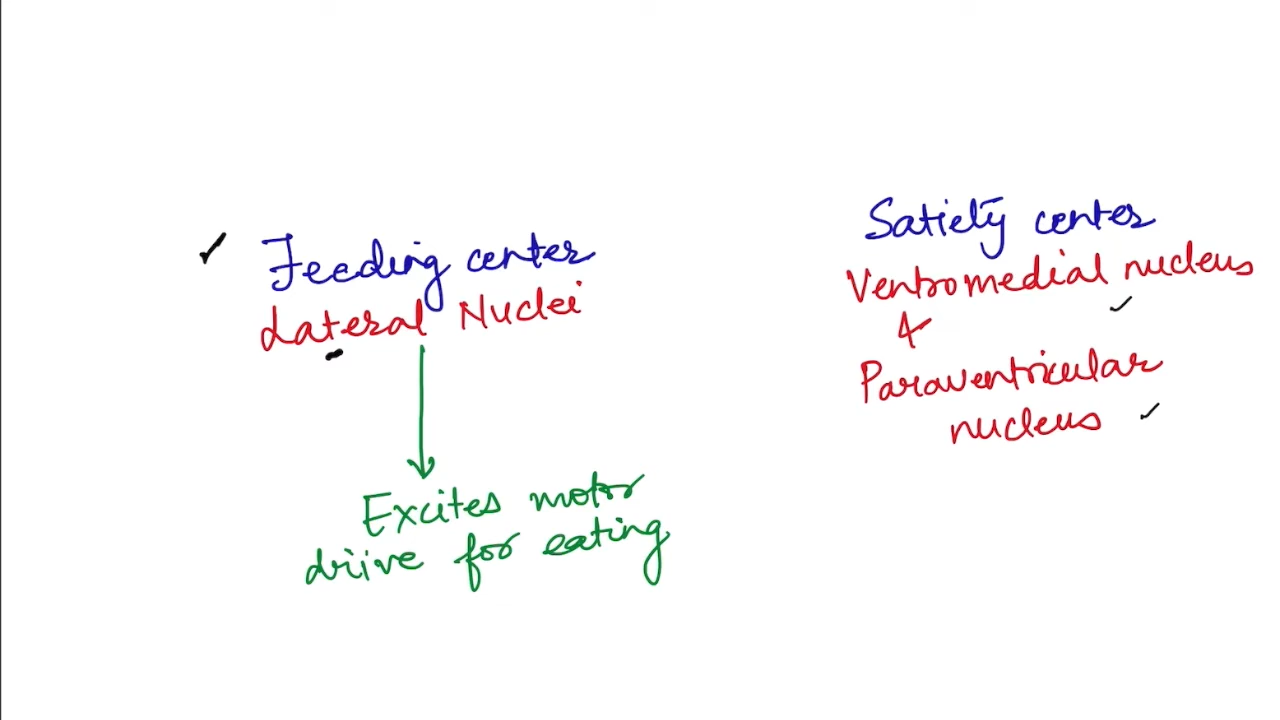 Feeding center
Lateral Nuclei
Excites motor
drive for eating
Satiety center
Ventromedial nucleus
&
Paraventricular
nucleus